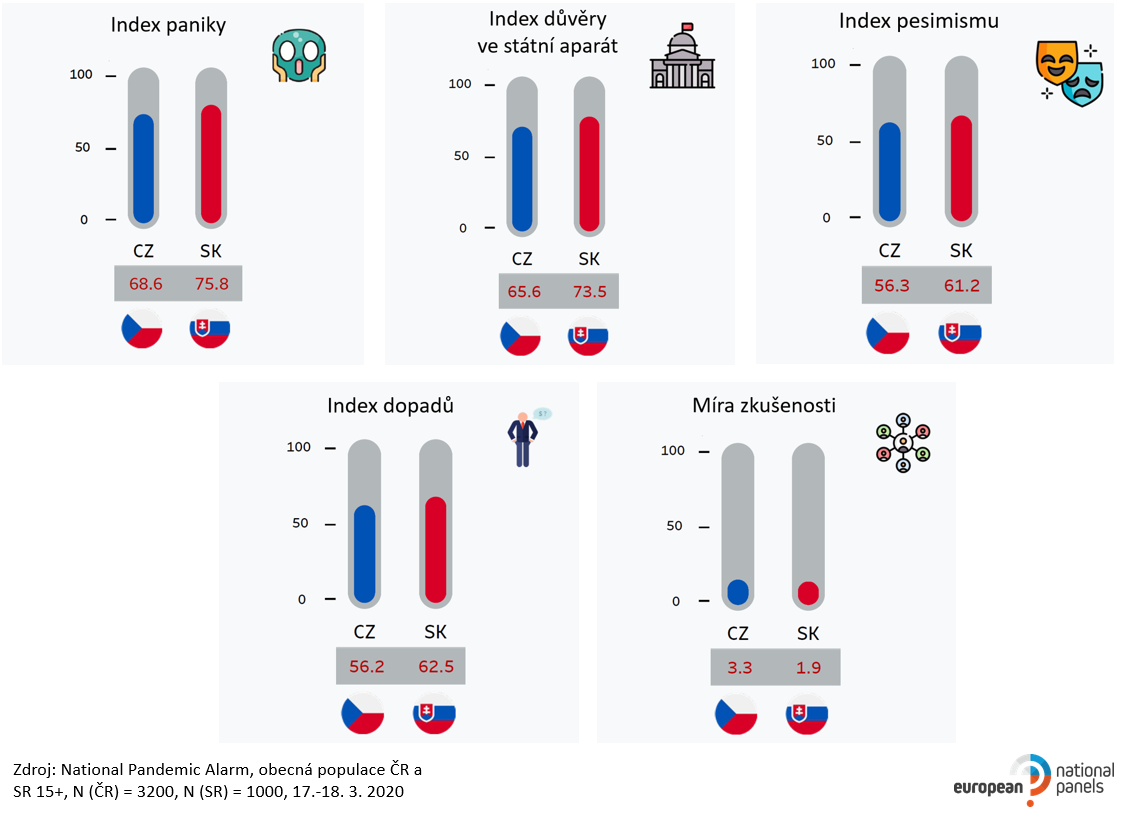 Index paniky
100
50
0
CZ SK
68.6 75.8
Index důvěry
ve státní aparát
100
50
0
CZ SK
65.6 73.5
Index pesimismu
100
50
0
CZ SK
56.3 61.2
Index dopadů
$?
100
50
0
CZ SK
56.2 62.5
Míra zkušenosti
100
50
0
CZ SK
3.3 1.9
Zdroj: National Pandemic Alarm, obecná populace ČR a
SR 15+, N (ČR) = 3200, N (SR) = 1000, 17.-18. 3. 2020
european national
panels